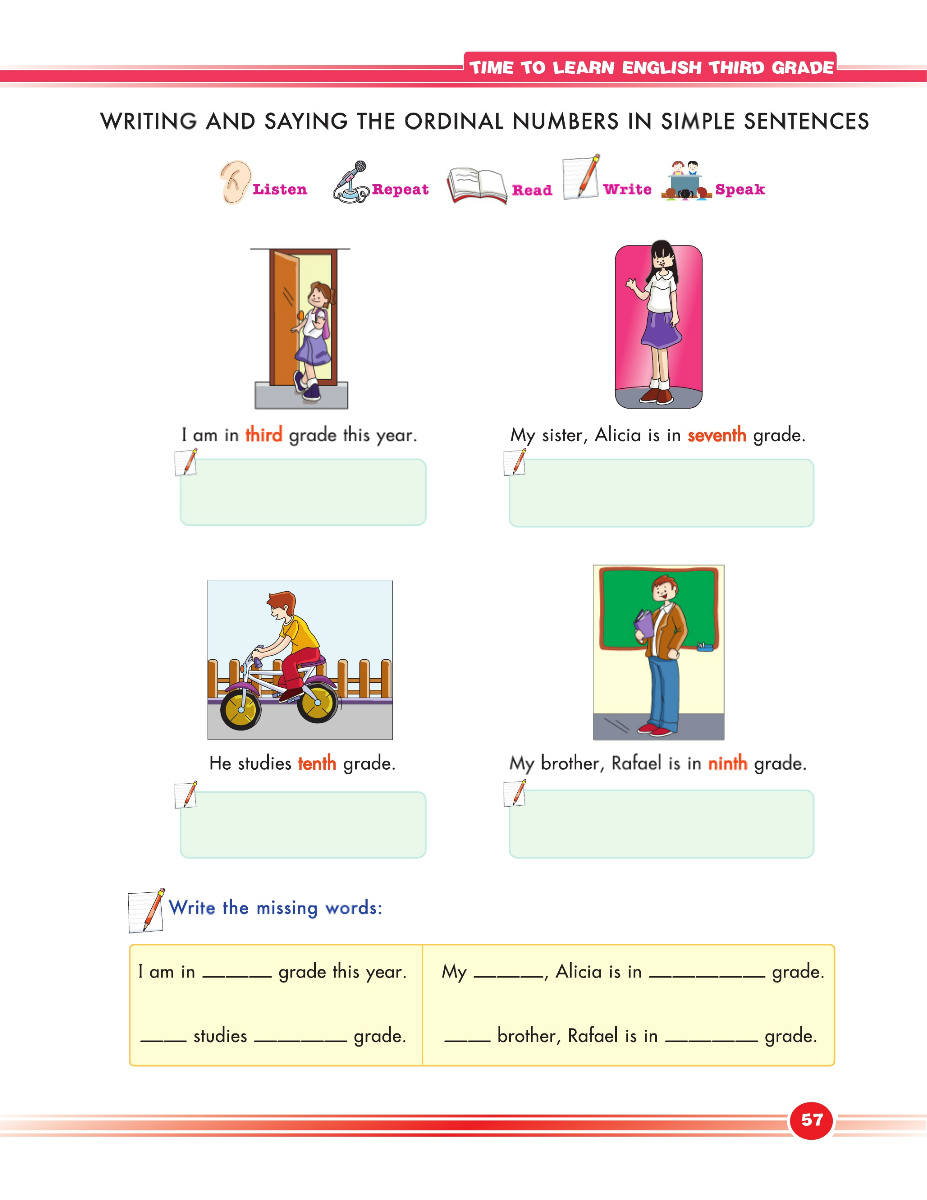 TIME TO LEARN ENGLISH THIRD GRADE
WRITING AND SAYING THE ORDINAL NUMBERS IN SIMPLE SENTENCES
Listen
Repeat
Read
Write
Speak
I am in third grade this year.
My sister, Alicia is in seventh grade.
He studies tenth grade.
My brother, Rafael is in ninth grade.
Write the missing words:
I am in ______ grade this year.
My ______, Alicia is in __________ grade.
____ studies ________ grade.
____ brother, Rafael is in ________ grade.
57